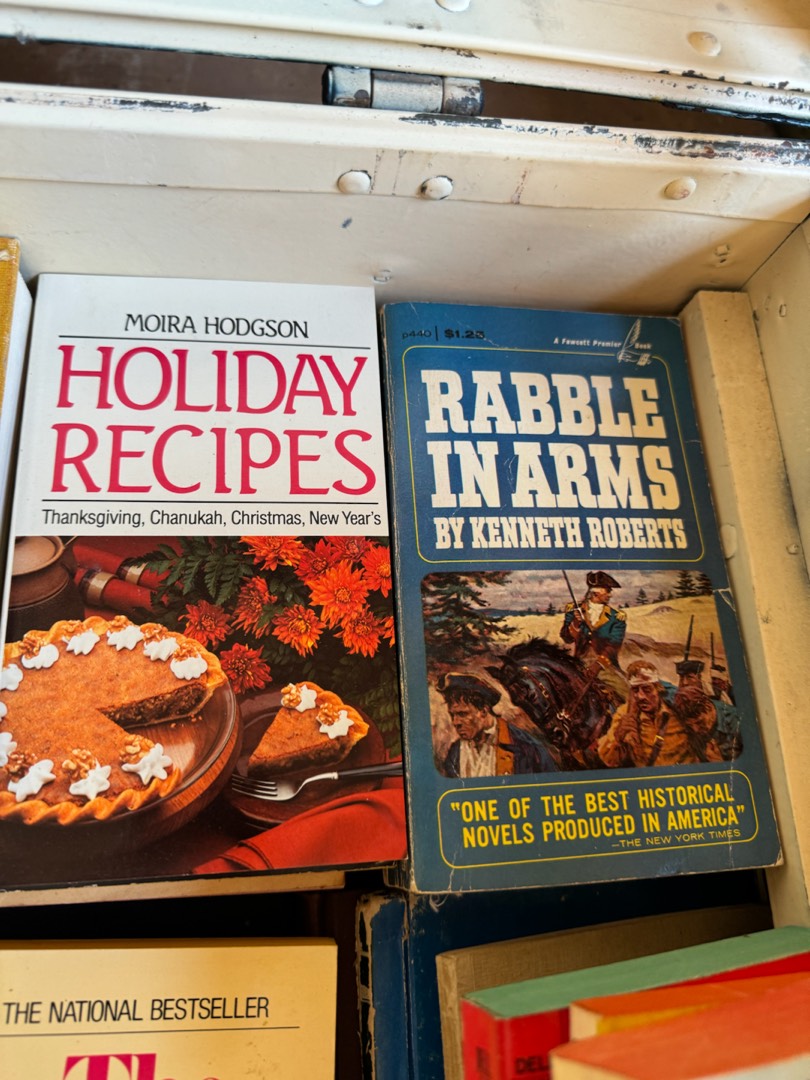 MOIRA HODGSON
HOLIDAY
RECIPES
Thanksgiving, Chanukah, Christmas, New Year's
p440 | $1.25
A Fawcett Premier Book
RABBLE
IN ARMS
BY KENNETH ROBERTS
"ONE OF THE BEST HISTORICAL
NOVELS PRODUCED IN AMERICA"
—THE NEW YORK TIMES
THE NATIONAL BESTSELLER
The